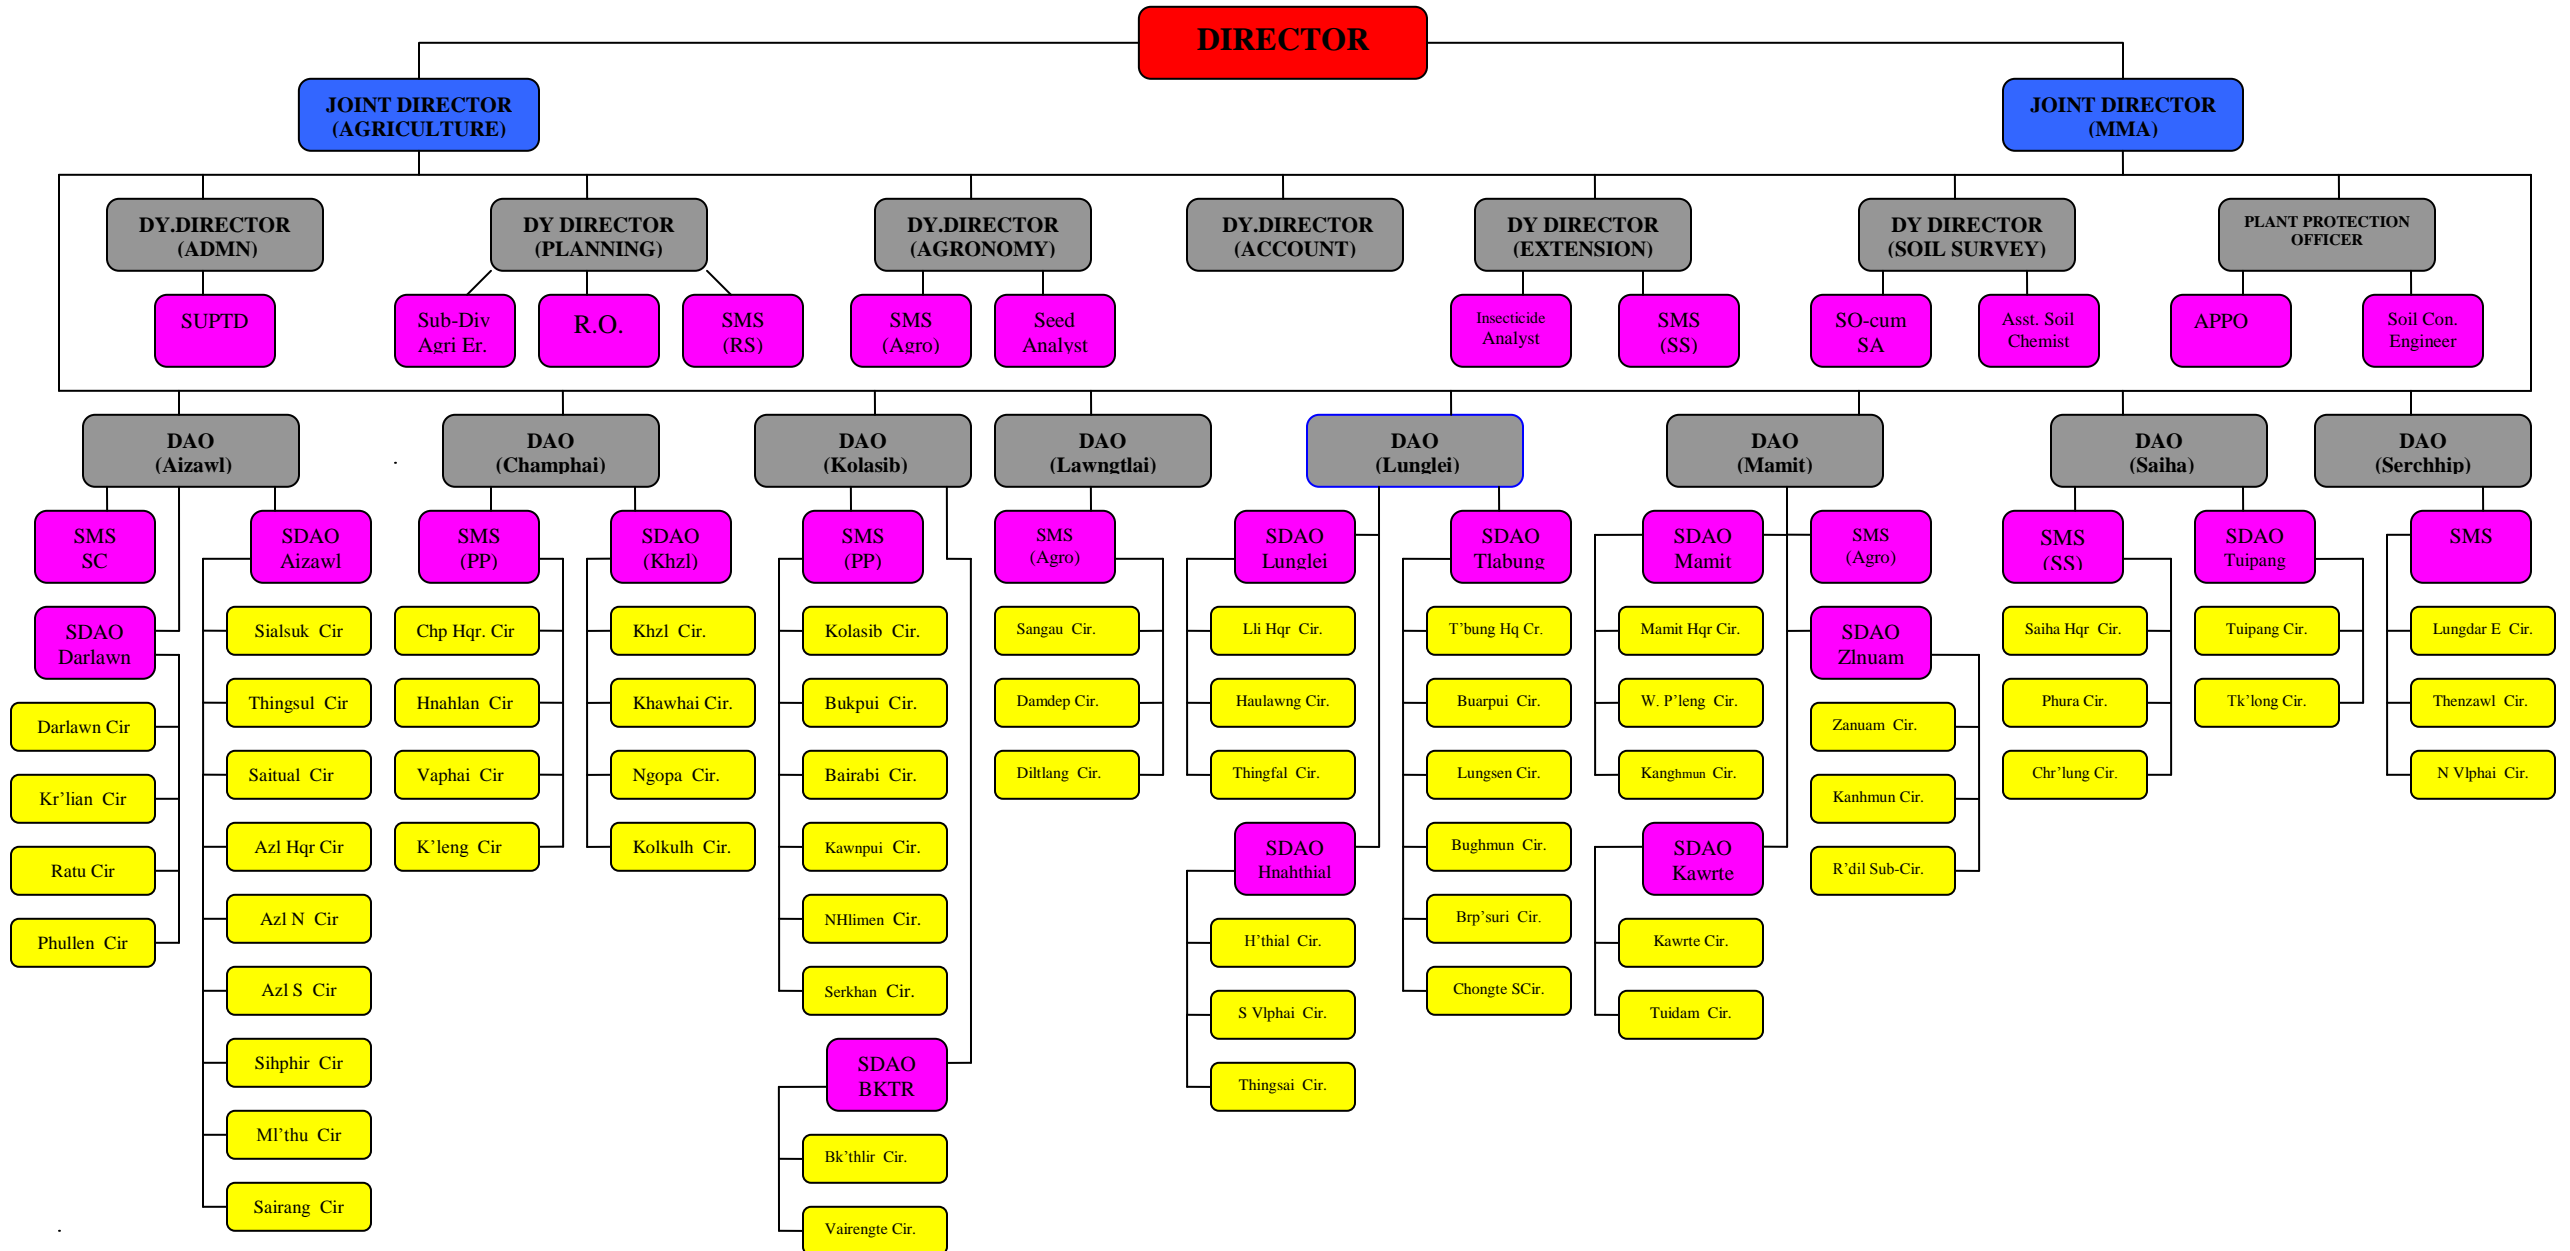 DIRECTOR
JOINT DIRECTOR
(AGRICULTURE)
JOINT DIRECTOR
(MMA)
DY.DIRECTOR
(ADMN)
DY DIRECTOR
(PLANNING)
DY.DIRECTOR
(AGRONOMY)
DY.DIRECTOR
(ACCOUNT)
DY DIRECTOR
(EXTENSION)
DY DIRECTOR
(SOIL SURVEY)
PLANT PROTECTION
OFFICER
SUPTD
Sub-Div
Agri Er.
R.O.
SMS
(RS)
SMS
(Agro)
Seed
Analyst
Insecticide
Analyst
SMS
(SS)
SO-cum
SA
Asst. Soil
Chemist
APPO
Soil Con.
Engineer
DAO
(Aizawl)
DAO
(Champhai)
DAO
(Kolasib)
DAO
(Lawngtlai)
DAO
(Lunglei)
DAO
(Mamit)
DAO
(Saiha)
DAO
(Serchhip)
SMS
SC
SDAO
Aizawl
SMS
(PP)
SDAO
(Khzl)
SMS
(PP)
SMS
(Agro)
SDAO
Lunglei
SDAO
Tlabung
SDAO
Mamit
SMS
(Agro)
SMS
(SS)
SDAO
Tuipang
SMS
SDAO
Darlawn
Sialsuk Cir
Chp Hqr. Cir
Khzl Cir.
Kolasib Cir.
Sangau Cir.
Lli Hqr Cir.
T'bung Hq Cr.
Mamit Hqr Cir.
SDAO
Zlnuam
Saiha Hqr Cir.
Tuipang Cir.
Lungdar E Cir.
Darlawn Cir
Thingsul Cir
Hnahlan Cir
Khawhai Cir.
Bukpui Cir.
Damdep Cir.
Haulawng Cir.
Buarpui Cir.
W. P'leng Cir.
Zanuam Cir.
Phura Cir.
Tk'long Cir.
Thenzawl Cir.
Kr'lian Cir
Saitual Cir
Vaphai Cir
Ngopa Cir.
Bairabi Cir.
Diltlang Cir.
Thingfal Cir.
Lungsen Cir.
Kanghmun Cir.
Kanhmun Cir.
Chr'lung Cir.
N Vlphai Cir.
Ratu Cir
Azl Hqr Cir
K'leng Cir
Kolkulh Cir.
Kawnpui Cir.
SDAO
Hnahthial
Bughmun Cir.
SDAO
Kawrte
R'dil Sub-Cir.
Phullen Cir
Azl N Cir
NHlimen Cir.
H'thial Cir.
Brp'suri Cir.
Kawrte Cir.
Azl S Cir
Serkhan Cir.
S Vlphai Cir.
Chongte SCir.
Tuidam Cir.
Sihphir Cir
SDAO
BKTR
Thingsai Cir.
Ml'thu Cir
Bk'thlir Cir.
Sairang Cir
Vairengte Cir.